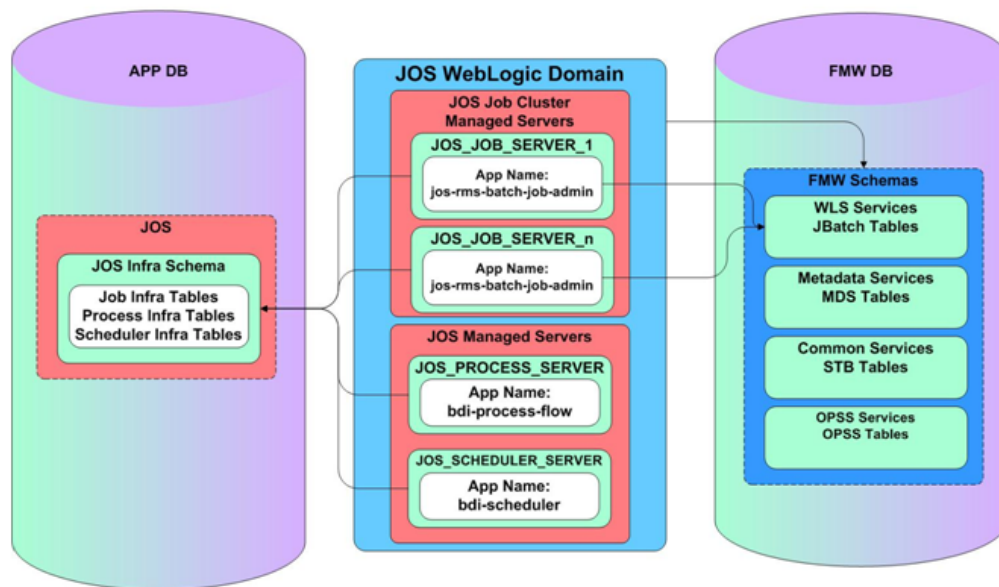 APP DB
JOS
JOS Infra Schema
Job Infra Tables
Process Infra Tables
Scheduler Infra Tables
JOS WebLogic Domain
JOS Job Cluster
Managed Servers
JOS_JOB_SERVER_1
App Name:
jos-rms-batch-job-admin
JOS_JOB_SERVER_n
App Name:
jos-rms-batch-job-admin
JOS Managed Servers
JOS_PROCESS_SERVER
App Name:
bdi-process-flow
JOS_SCHEDULER_SERVER
App Name:
bdi-scheduler
FMW DB
FMW Schemas
WLS Services
JBatch Tables
Metadata Services
MDS Tables
Common Services
STB Tables
OPSS Services
OPSS Tables